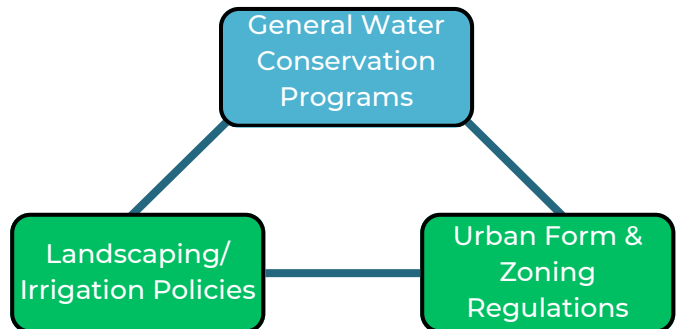 General Water
Conservation
Programs
Landscaping/
Irrigation Policies
Urban Form &
Zoning
Regulations